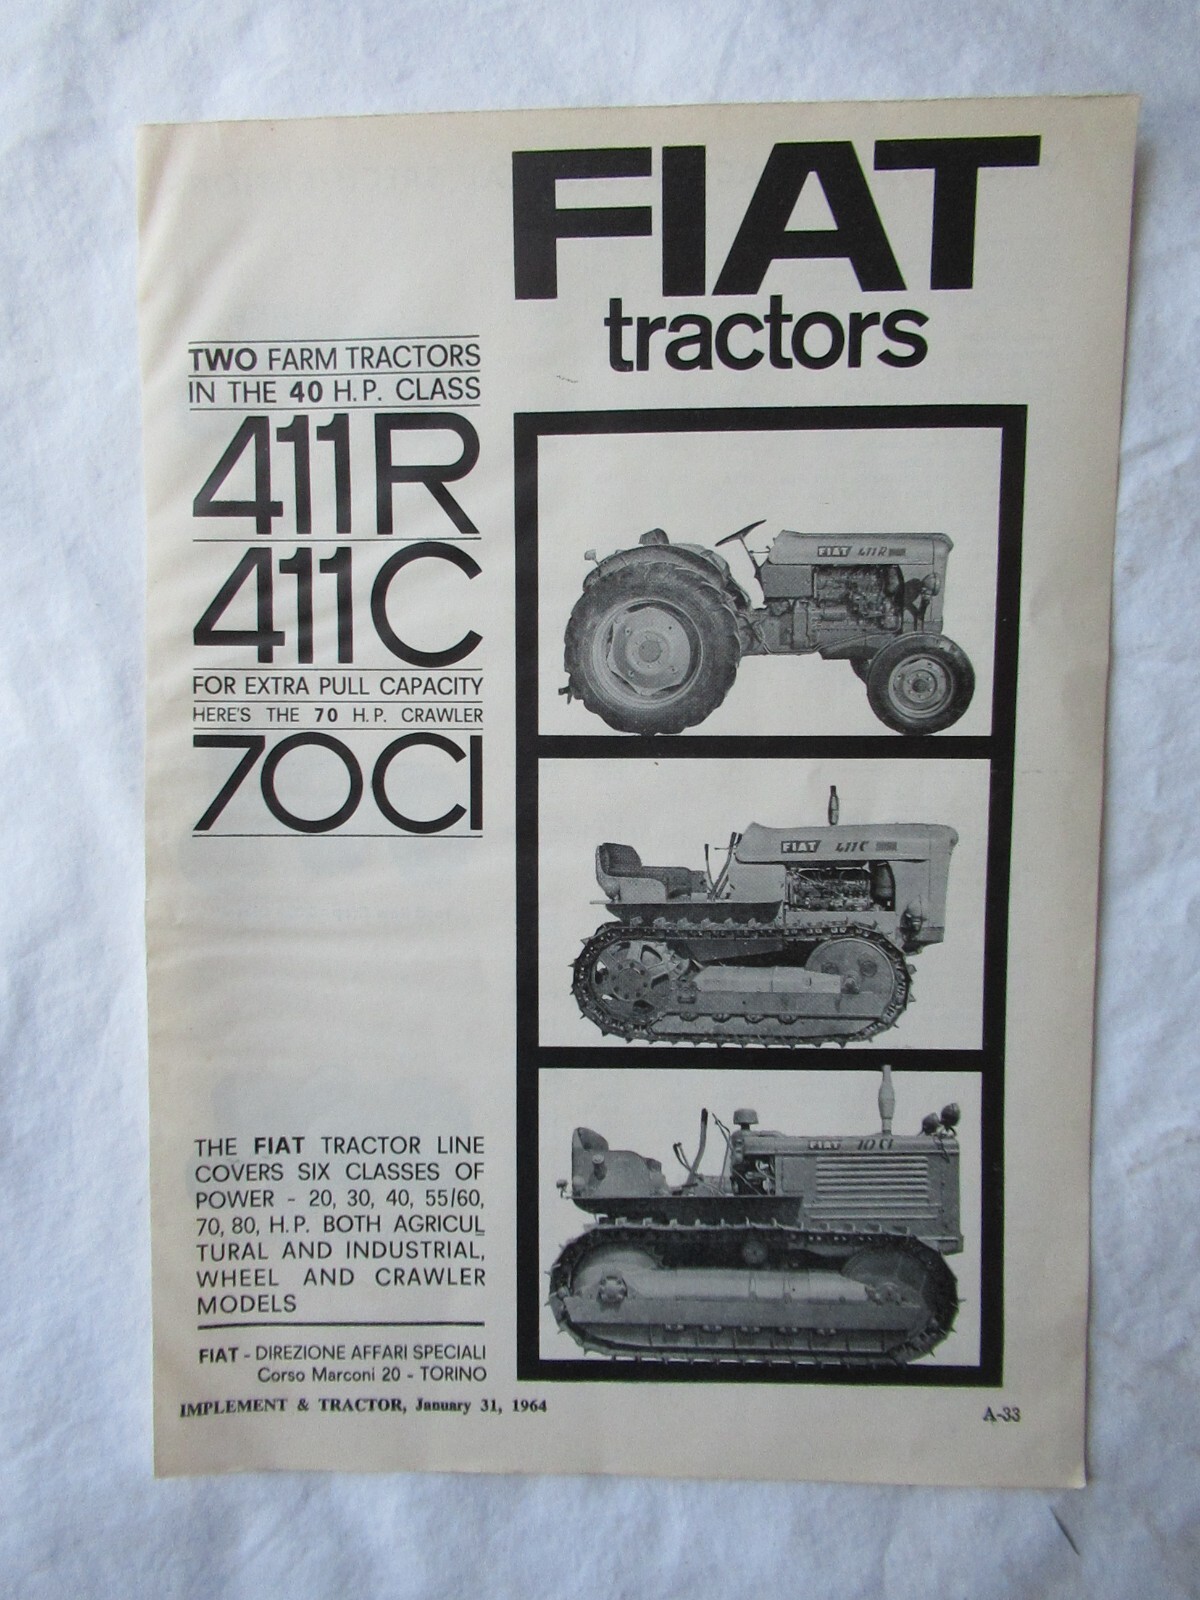 FIAT
tractors
TWO FARM TRACTORS
IN THE 40 H.P. CLASS
411R
411C
FOR EXTRA PULL CAPACITY
HERE'S THE 70 H.P. CRAWLER
70CI
FIAT 411R
FIAT 411C
FIAT 70CI
THE FIAT TRACTOR LINE
COVERS SIX CLASSES OF
POWER - 20, 30, 40, 55/60,
70, 80, H.P. BOTH AGRICUL
TURAL AND INDUSTRIAL,
WHEEL AND CRAWLER
MODELS
FIAT - DIREZIONE AFFARI SPECIALI
Corso Marconi 20 - TORINO
IMPLEMENT & TRACTOR, January 31, 1964
A-33